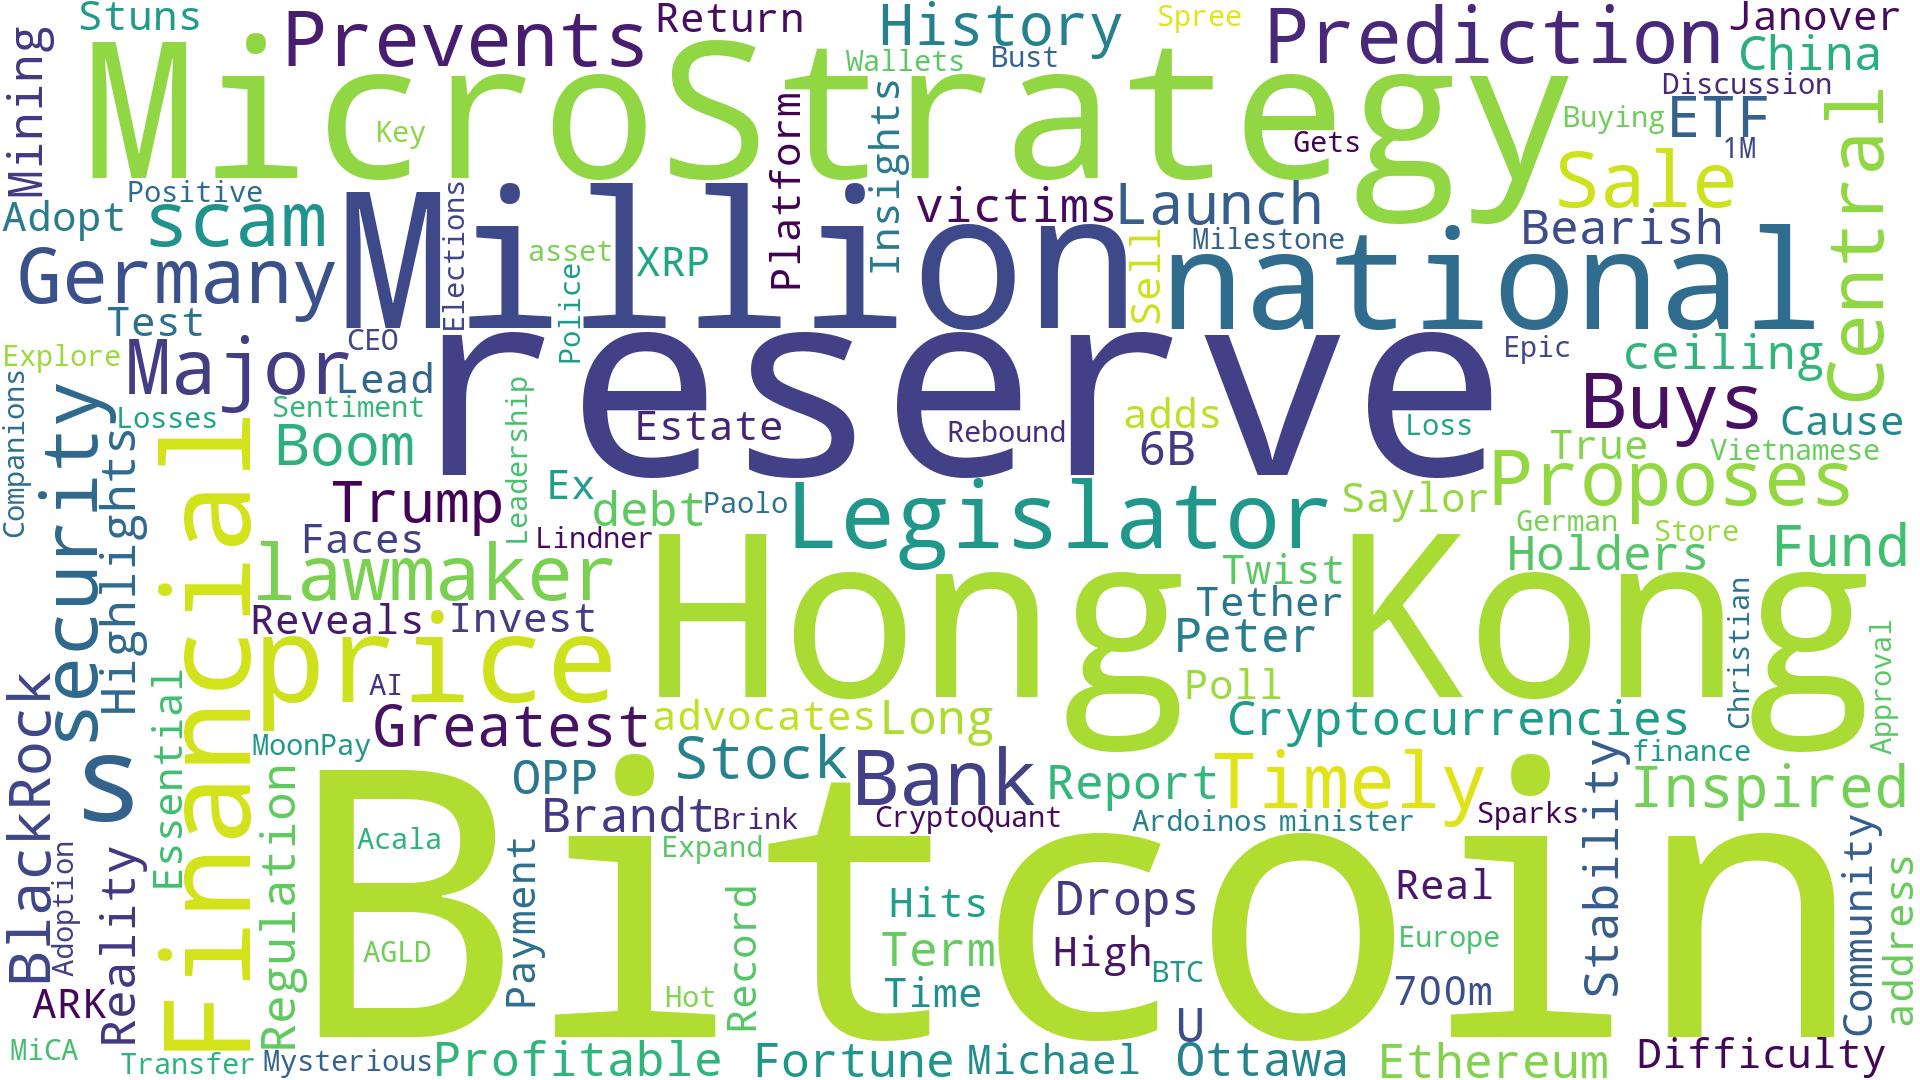 Stuns
Prevents
Return
History
Spree
Prediction
Janover
Mining
MicroStrategy
Wallets
Bust
China
Discussion
Key
Platform
Insights
Gets
Buying
ETF
1M
Central
Positive
Adopt
scam
Million
Elections
victims
Launch
Sale
Milestone
Bearish
Germany
asset
XRP
Police
Sell
national
Test
CEO
Explore
Major
Lead
reserve
Epic
ceiling
Companions
security
Losses
Sentiment
Leadership
Estate
Rebound
adds
Loss
Buys
Cause
Highlights
Financial
Boom
6B
True
Vietnamese
Trump
Ex
debt
Paolo
Legislator
Saylor
Proposes
Faces
Lindner
German
Store
lawmaker
Hong Kong
Twist
Holders
Fund
Reveals
Invest
Tether
Peter
Christian
Approval
price
AI
Poll
BlackRock
Essential
Greatest
advocates
Long
Cryptocurrencies
MoonPay
s
OPP
Stock
Bank
Report
Timely
Stability
finance
Inspired
Regulation
Brandt
Brink
CryptoQuant
Ardoinos
minister
Sparks
Reality
Adoption
Acala
Payment
Expand
Bitcoin
Community
address
Record
Hits
Drops
Real
AGLD
Term
High
BTC
Europe
ARK
Hot
Time
700m
U
MiCA
Transfer
Mysterious
Profitable
Fortune
Michael
Ottawa
Ethereum
Difficulty